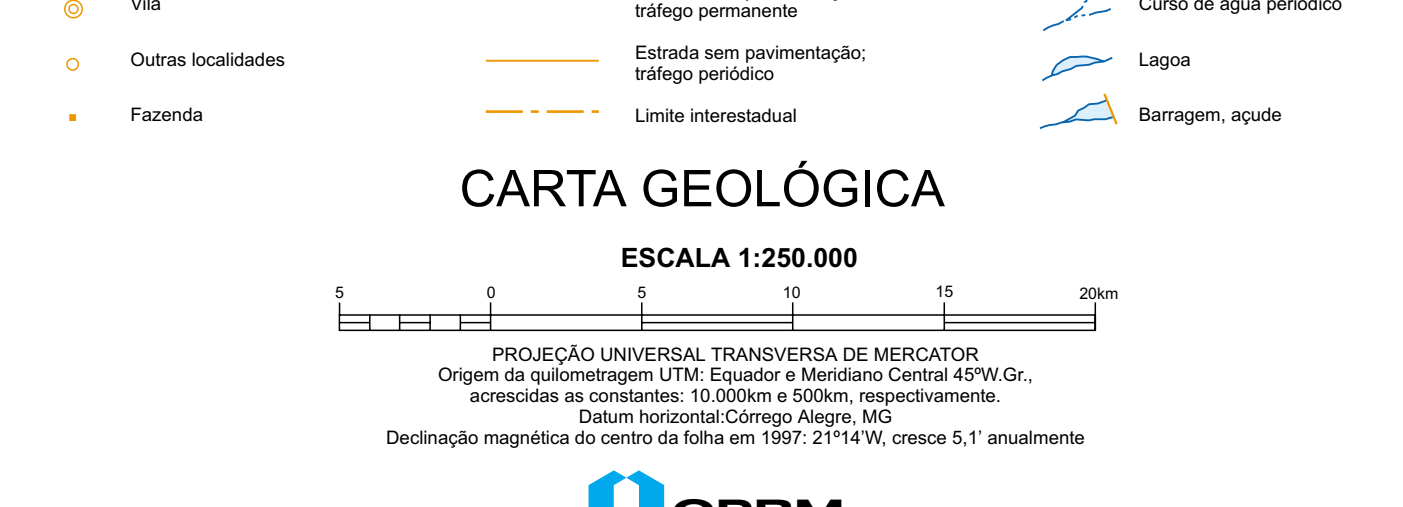 Vila
tráfego permanente
Curso de água periódico
Outras localidades
Estrada sem pavimentação;
tráfego periódico
Lagoa
Fazenda
Limite interestadual
Barragem, açude
CARTA GEOLÓGICA
ESCALA 1:250.000
5 0 5 10 15 20km
PROJEÇÃO UNIVERSAL TRANSVERSA DE MERCATOR
Origem da quilometragem UTM: Equador e Meridiano Central 45ºW.Gr.,
acrescidas as constantes: 10.000km e 500km, respectivamente.
Datum horizontal:Córrego Alegre, MG
Declinação magnética do centro da folha em 1997: 21º14’W, cresce 5,1’ anualmente
CPRM